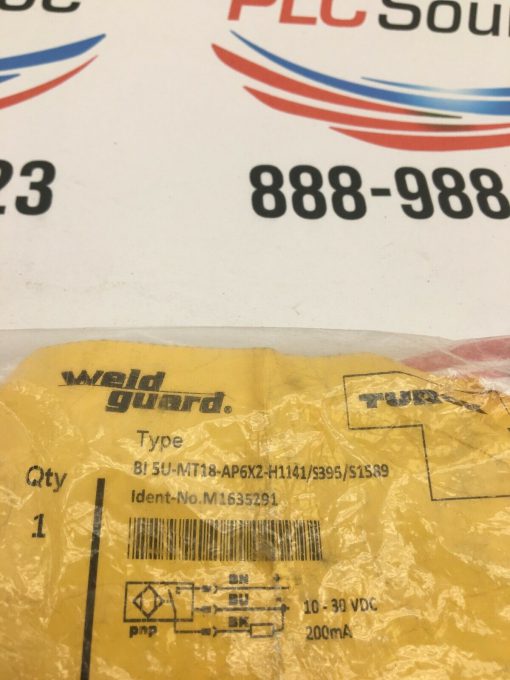 PLC Sou
23
888-988
weld guard®
TURCK
Type
BI 5U-MT18-AP6X2-H1141/S395/S1589
Ident-No.M1635291
Qty
1
BN +
BU -
BK
pnp
10 - 30 VDC
200mA